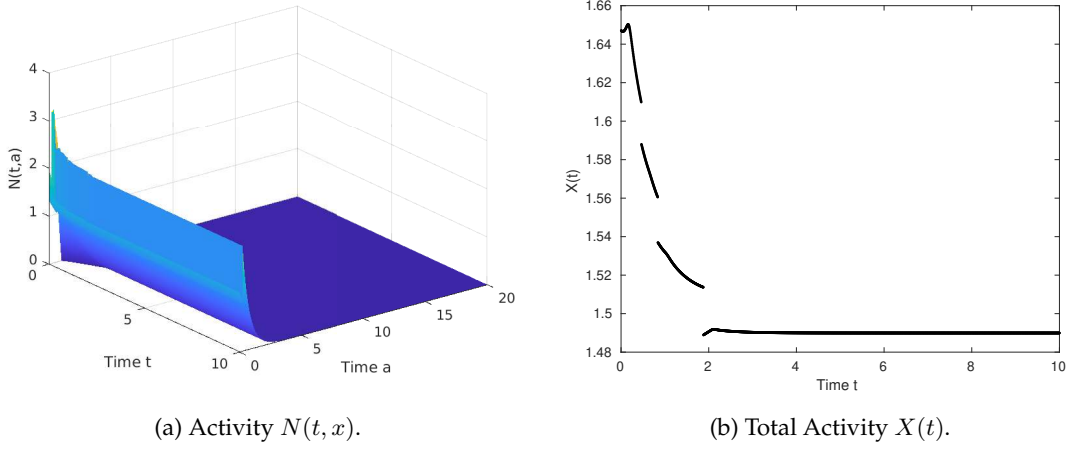 4
3
2
1
0
N(t,a)
0
5
10
Time t
0
5
10
15
20
Time a
(a) Activity N(t, x).
1.66
1.64
1.62
1.6
1.58
1.56
1.54
1.52
1.5
1.48
X(t)
0 2 4 6 8 10
Time t
(b) Total Activity X(t).